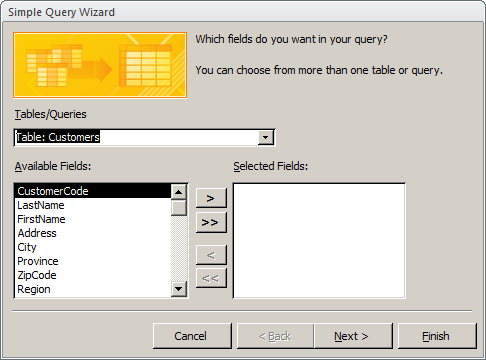 Simple Query Wizard
Which fields do you want in your query?
You can choose from more than one table or query.
Tables/Queries
Table: Customers
Available Fields:
Selected Fields:
CustomerCode
LastName
FirstName
Address
City
Province
ZipCode
Region
>
>>
<
<<
Cancel
< Back
Next >
Finish